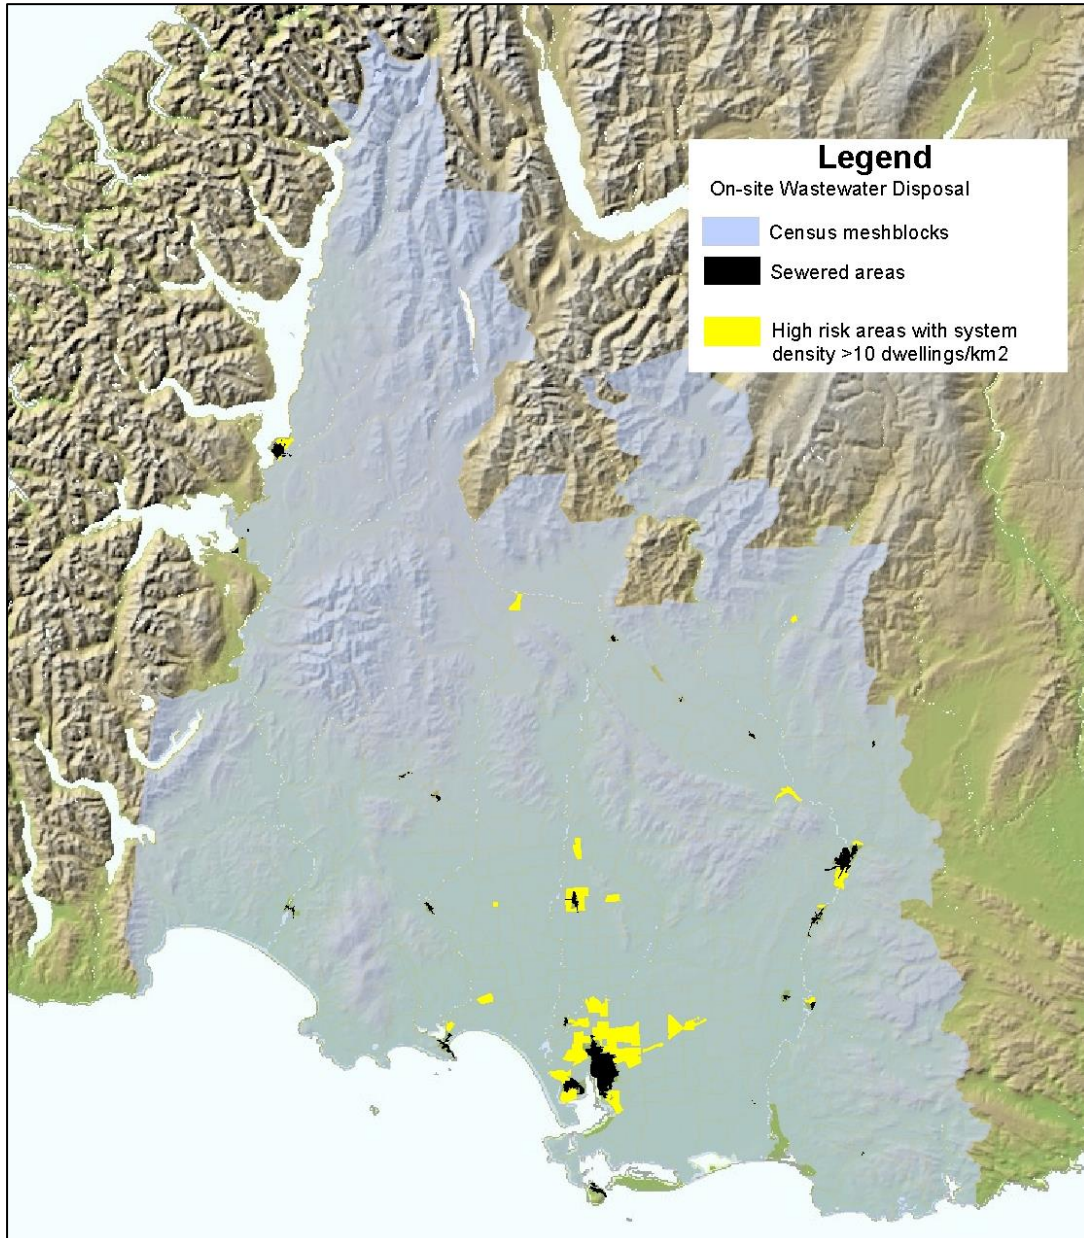 Legend
On-site Wastewater Disposal
Census meshblocks
Sewered areas
High risk areas with system
density >10 dwellings/km2